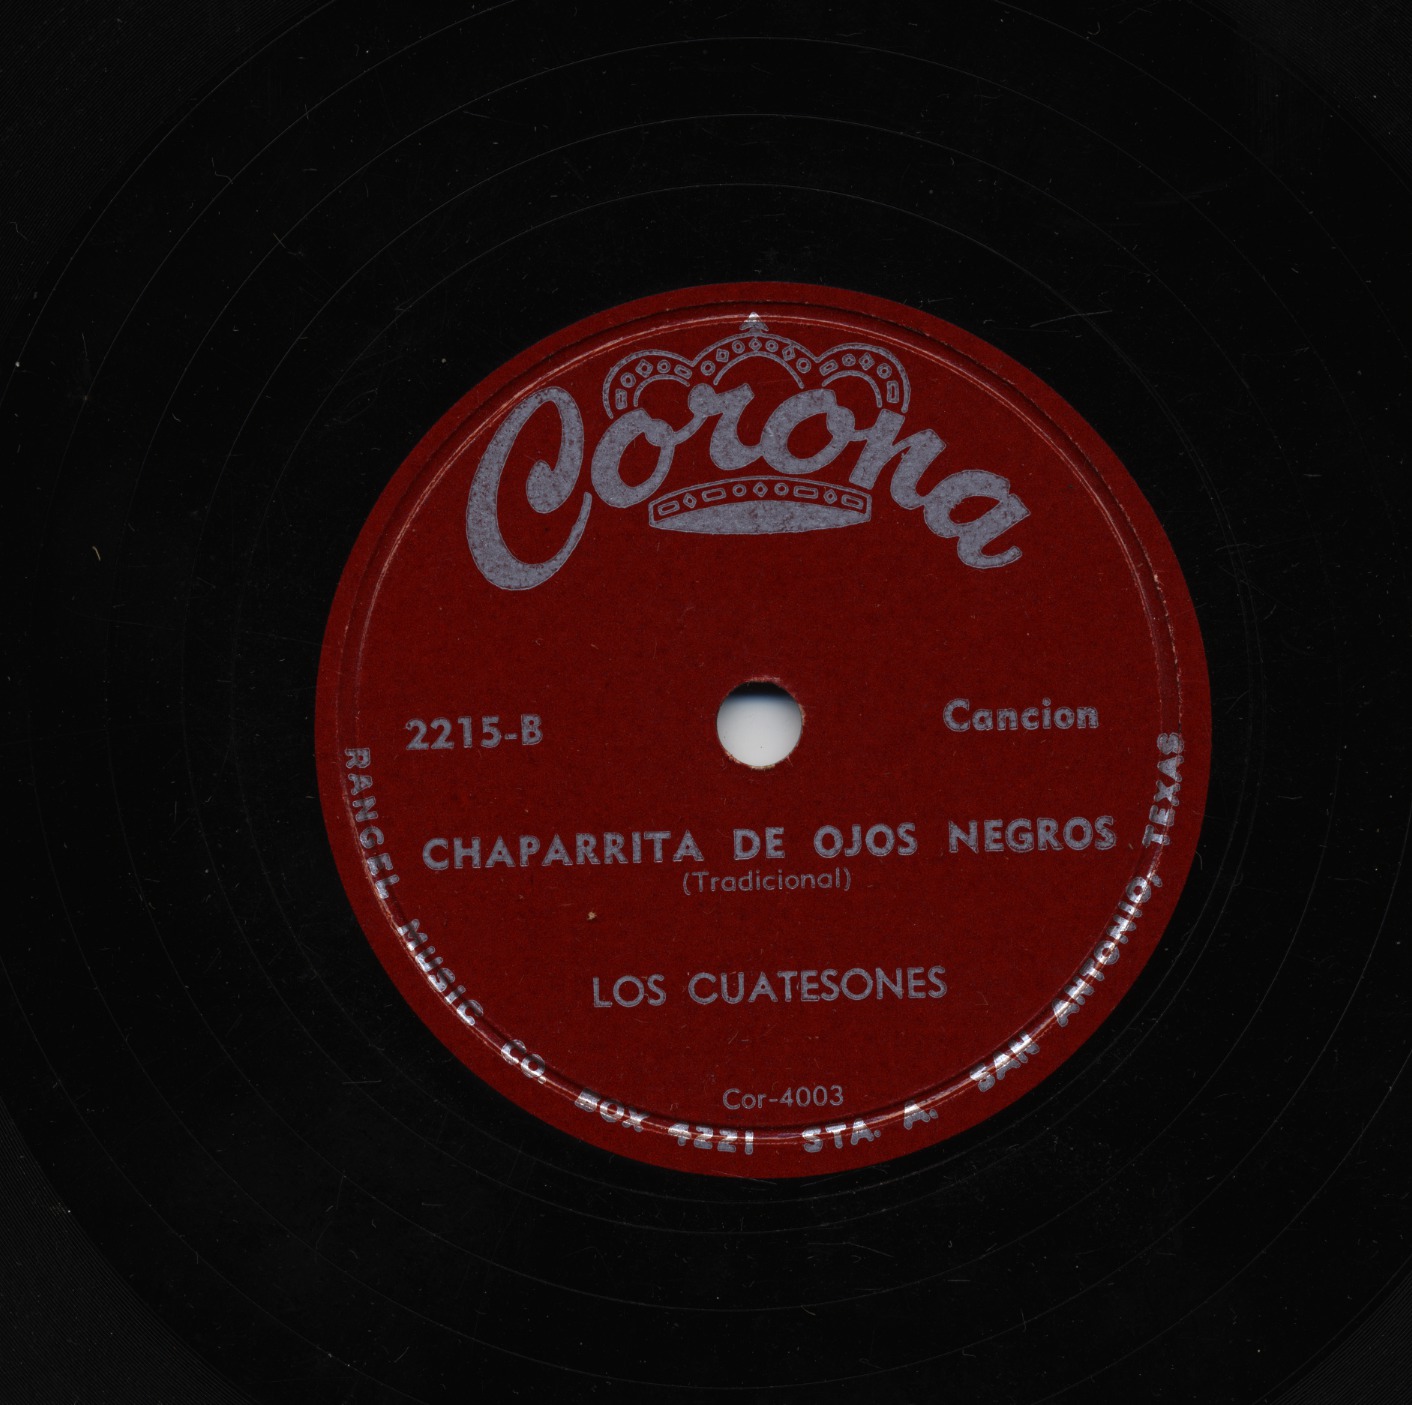 Corona
2215-B
Cancion
CHAPARRITA DE OJOS NEGROS
(Tradicional)
LOS CUATESONES
Cor-4003
RANGEL MUSIC CO. BOX 4221 STA. A. SAN ANTONIO, TEXAS